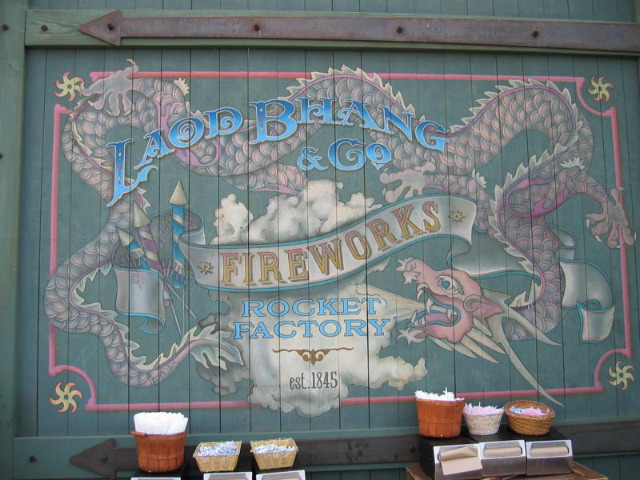 LAOD BHANG
& CO
FIREWORKS
ROCKET
FACTORY
est. 1845